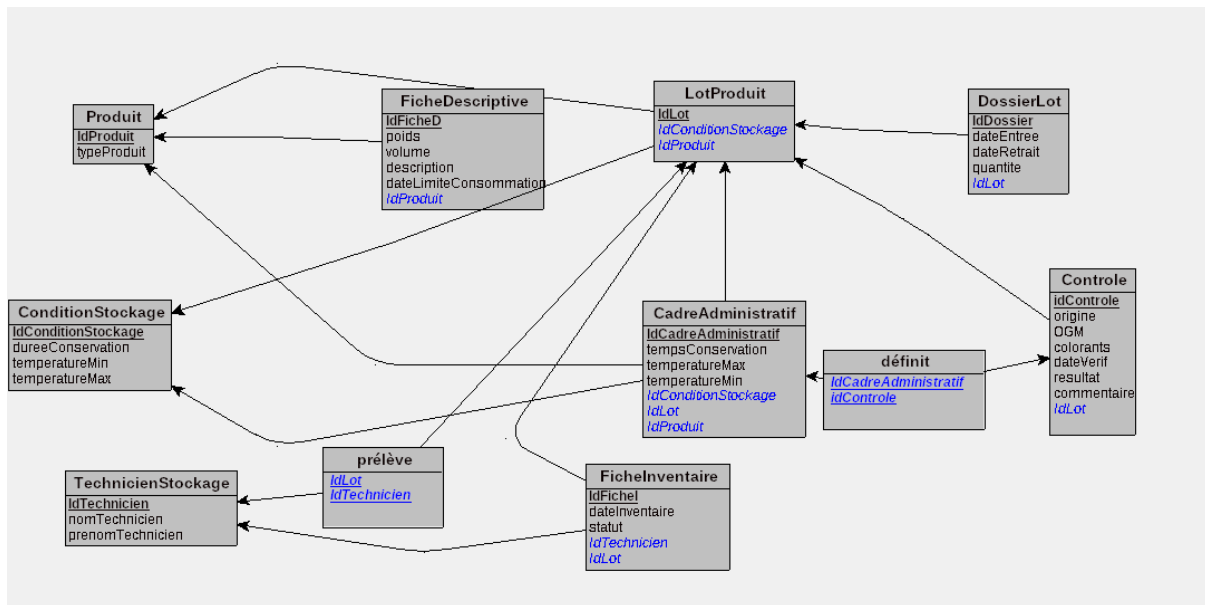 Produit
IdProduit
typeProduit
FicheDescriptive
IdFicheD
poids
volume
description
dateLimiteConsommation
IdProduit
LotProduit
IdLot
IdConditionStockage
IdProduit
DossierLot
IdDossier
dateEntree
dateRetrait
quantite
IdLot
ConditionStockage
IdConditionStockage
dureeConservation
temperatureMin
temperatureMax
CadreAdministratif
IdCadreAdministratif
tempsConservation
temperatureMax
temperatureMin
IdConditionStockage
IdLot
IdProduit
définit
IdCadreAdministratif
idControle
Controle
idControle
origine
OGM
colorants
dateVerif
resultat
commentaire
IdLot
TechnicienStockage
IdTechnicien
nomTechnicien
prenomTechnicien
prélève
IdLot
IdTechnicien
FicheInventaire
IdFicheI
dateInventaire
statut
IdTechnicien
IdLot